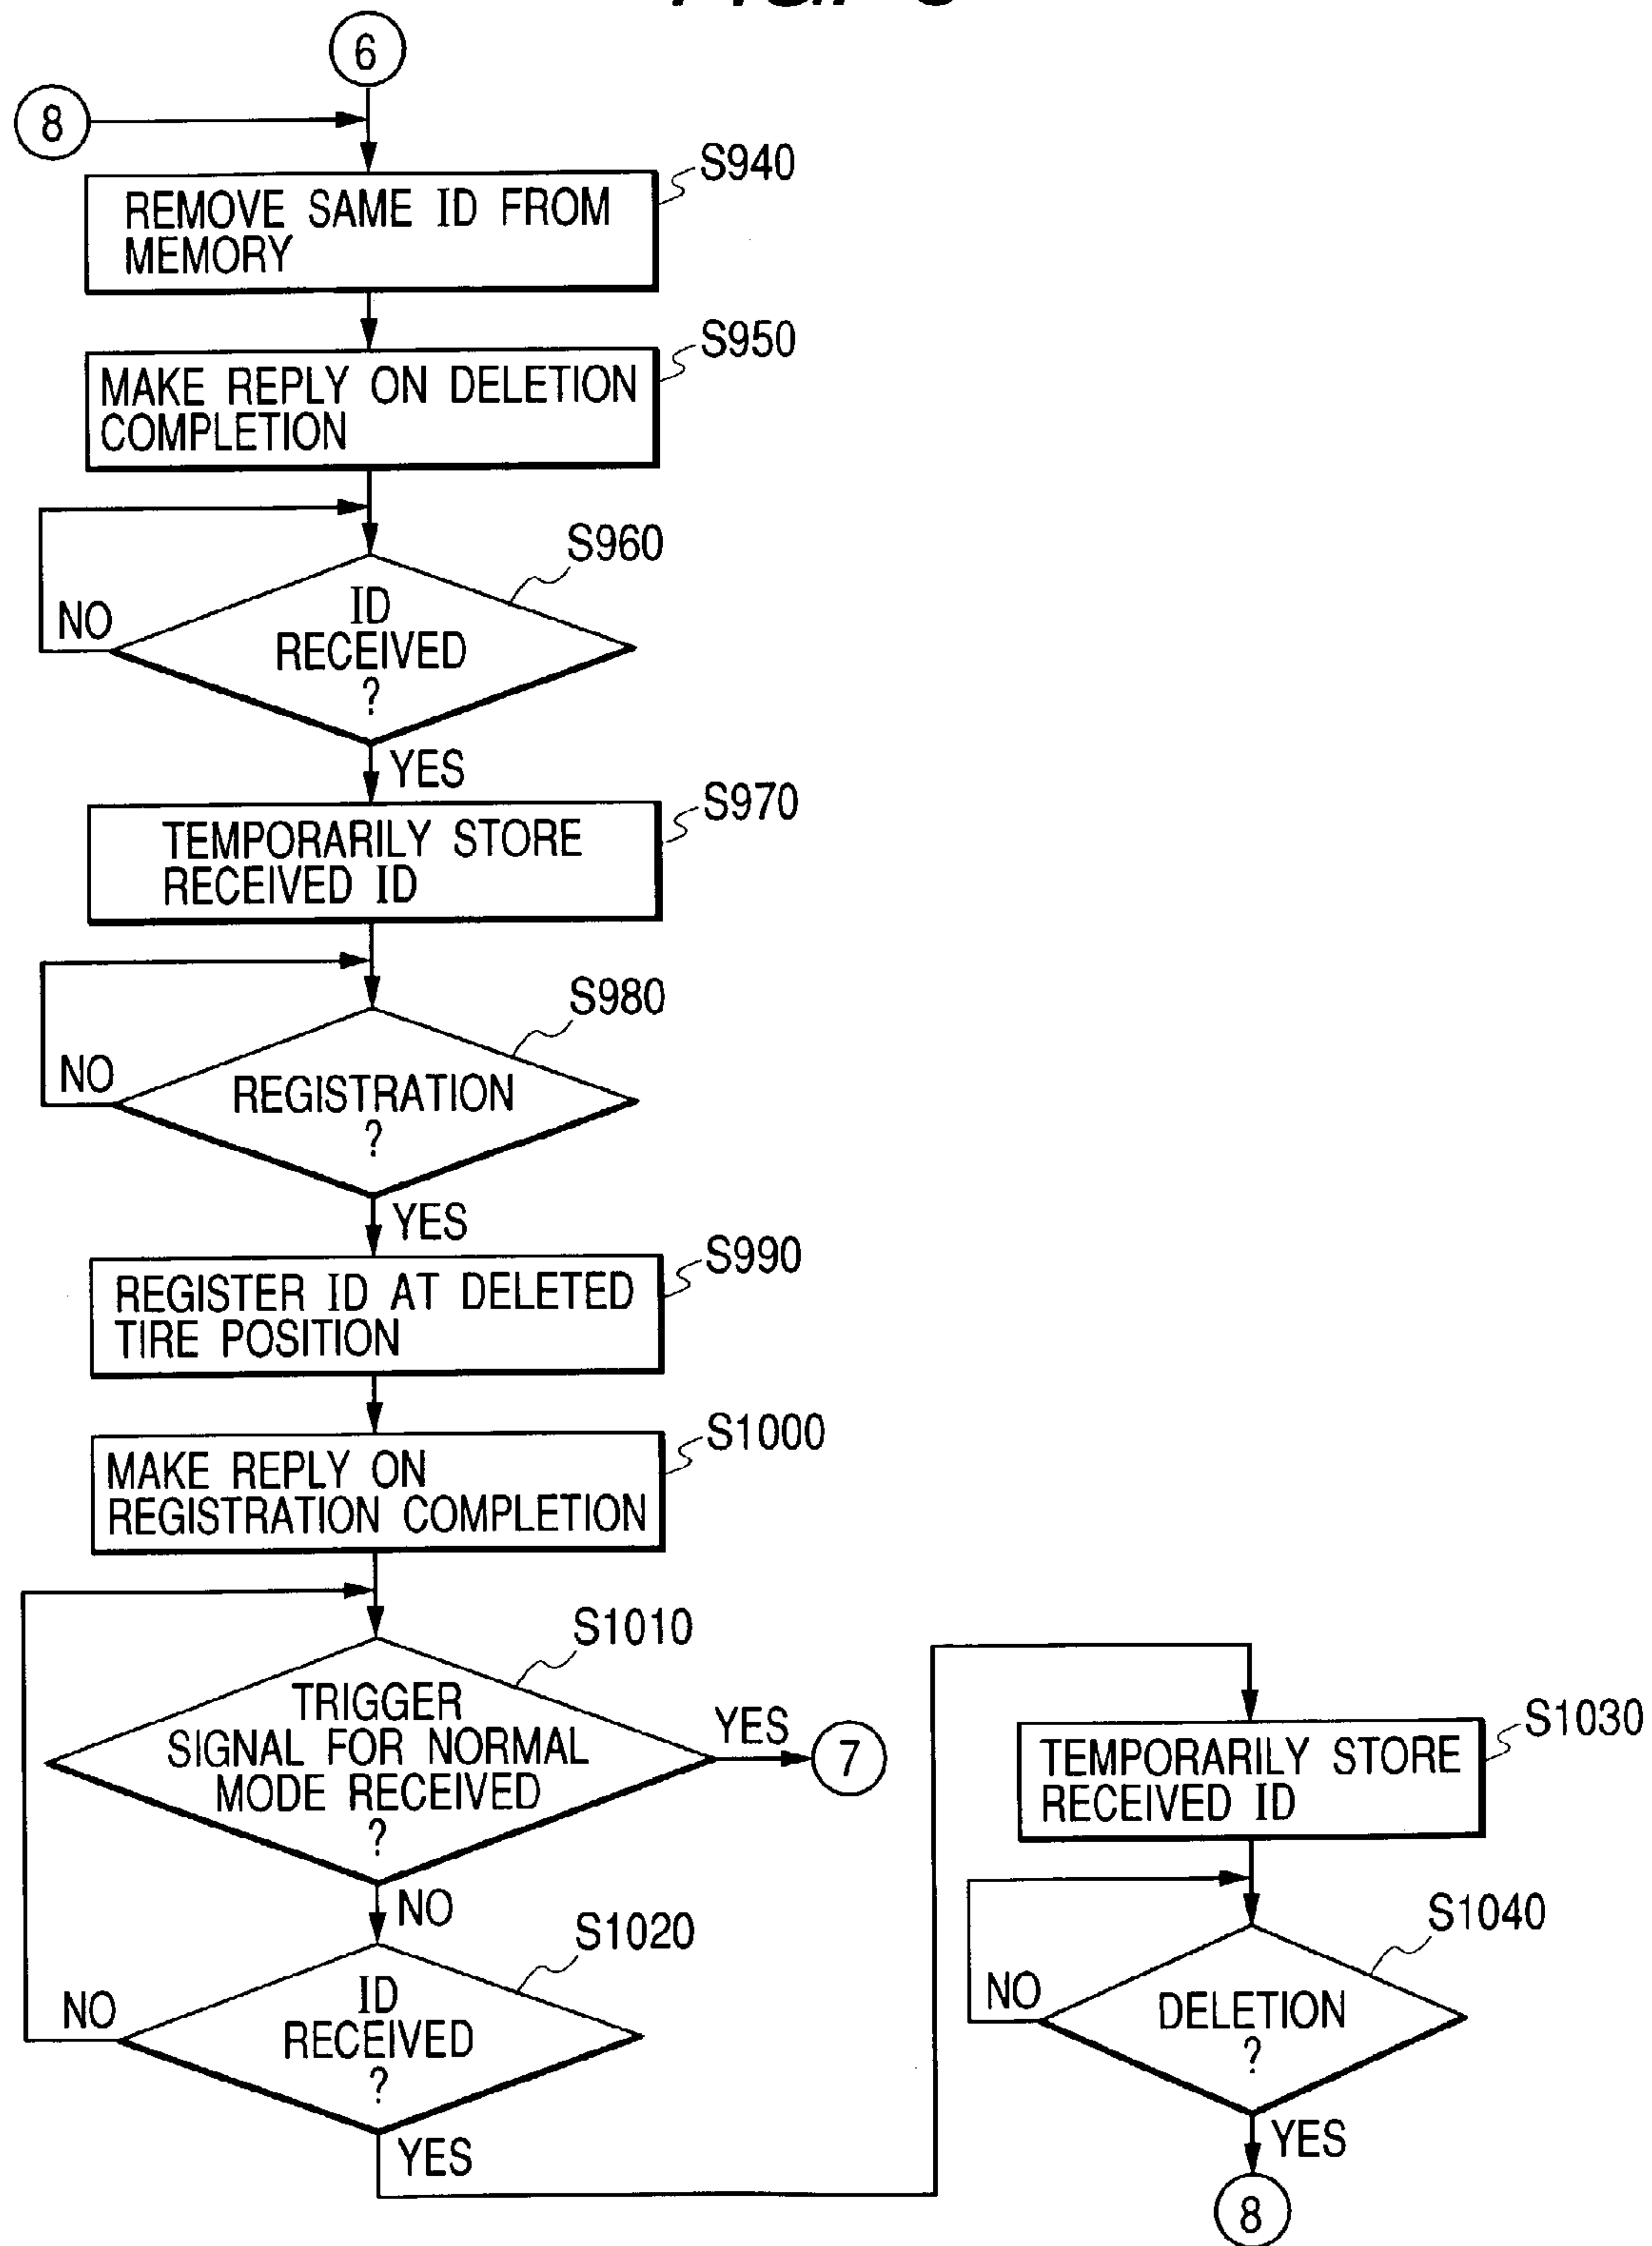 6
8
S940
REMOVE SAME ID FROM
MEMORY
S950
MAKE REPLY ON DELETION
COMPLETION
S960
ID
RECEIVED
?
NO
YES
S970
TEMPORARILY STORE
RECEIVED ID
S980
REGISTRATION
?
NO
YES
S990
REGISTER ID AT DELETED
TIRE POSITION
S1000
MAKE REPLY ON
REGISTRATION COMPLETION
S1010
TRIGGER
SIGNAL FOR NORMAL
MODE RECEIVED
?
YES
7
NO
S1020
ID
RECEIVED
?
NO
YES
S1030
TEMPORARILY STORE
RECEIVED ID
S1040
DELETION
?
NO
YES
8